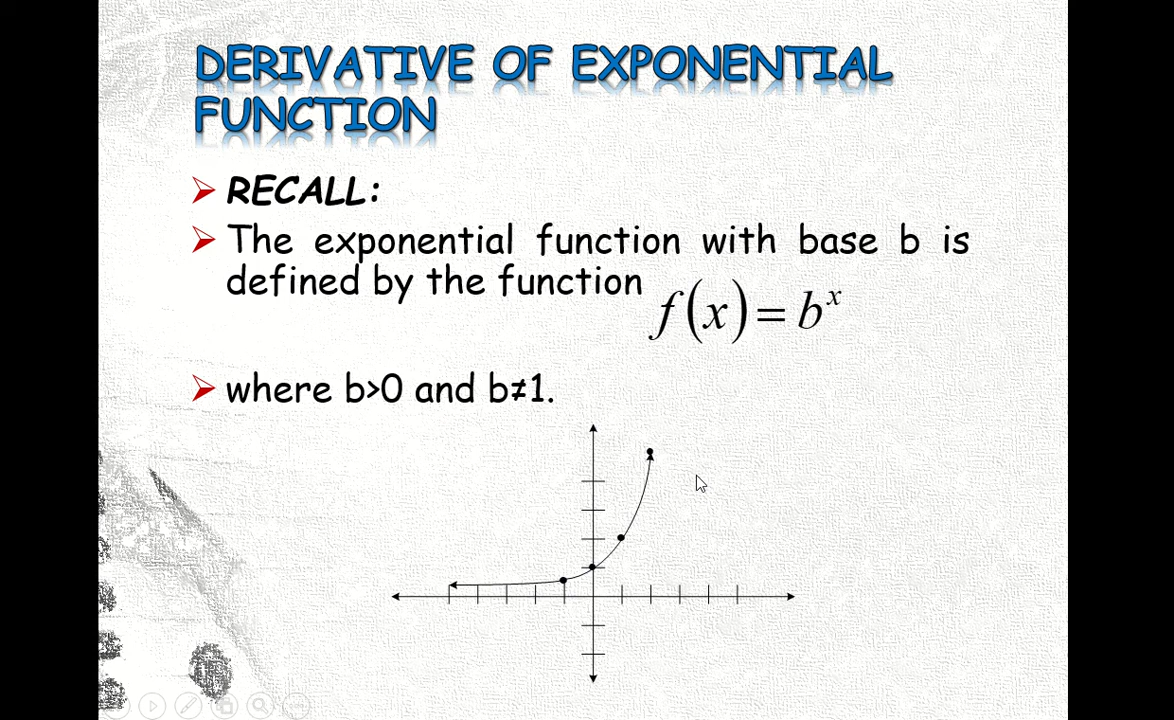 DERIVATIVE OF EXPONENTIAL
FUNCTION
RECALL:
The exponential function with base b is
defined by the function
f(x)=bˣ
where b>0 and b≠1.